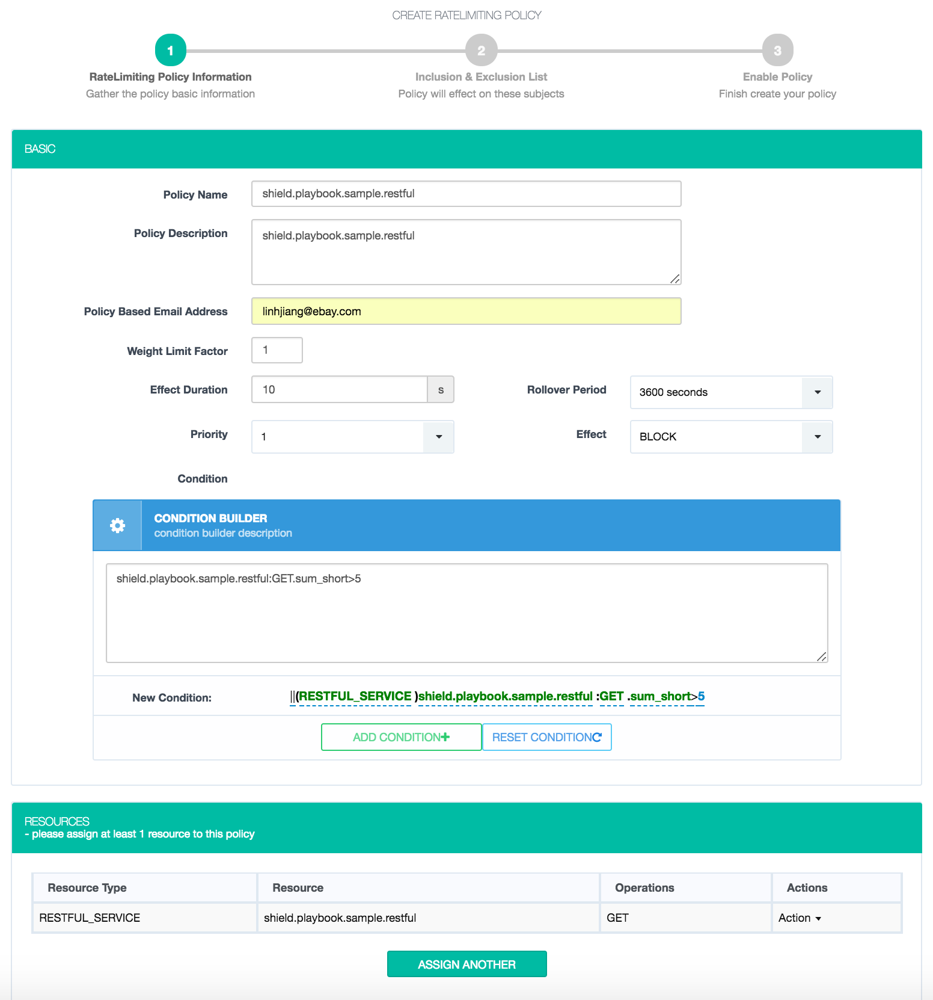 CREATE RATELIMITING POLICY
1
2
3
RateLimiting Policy Information
Inclusion & Exclusion List
Enable Policy
Gather the policy basic information
Policy will effect on these subjects
Finish create your policy
BASIC
Policy Name
shield.playbook.sample.restful
Policy Description
shield.playbook.sample.restful
Policy Based Email Address
linhjiang@ebay.com
Weight Limit Factor
1
Effect Duration
10
s
Rollover Period
3600 seconds
Priority
1
Effect
BLOCK
Condition
CONDITION BUILDER
condition builder description
shield.playbook.sample.restful:GET.sum_short>5
New Condition:
||(RESTFUL_SERVICE )shield.playbook.sample.restful :GET .sum_short>5
ADD CONDITION
RESET CONDITION
RESOURCES
- please assign at least 1 resource to this policy
Resource Type
Resource
Operations
Actions
RESTFUL_SERVICE
shield.playbook.sample.restful
GET
Action
ASSIGN ANOTHER